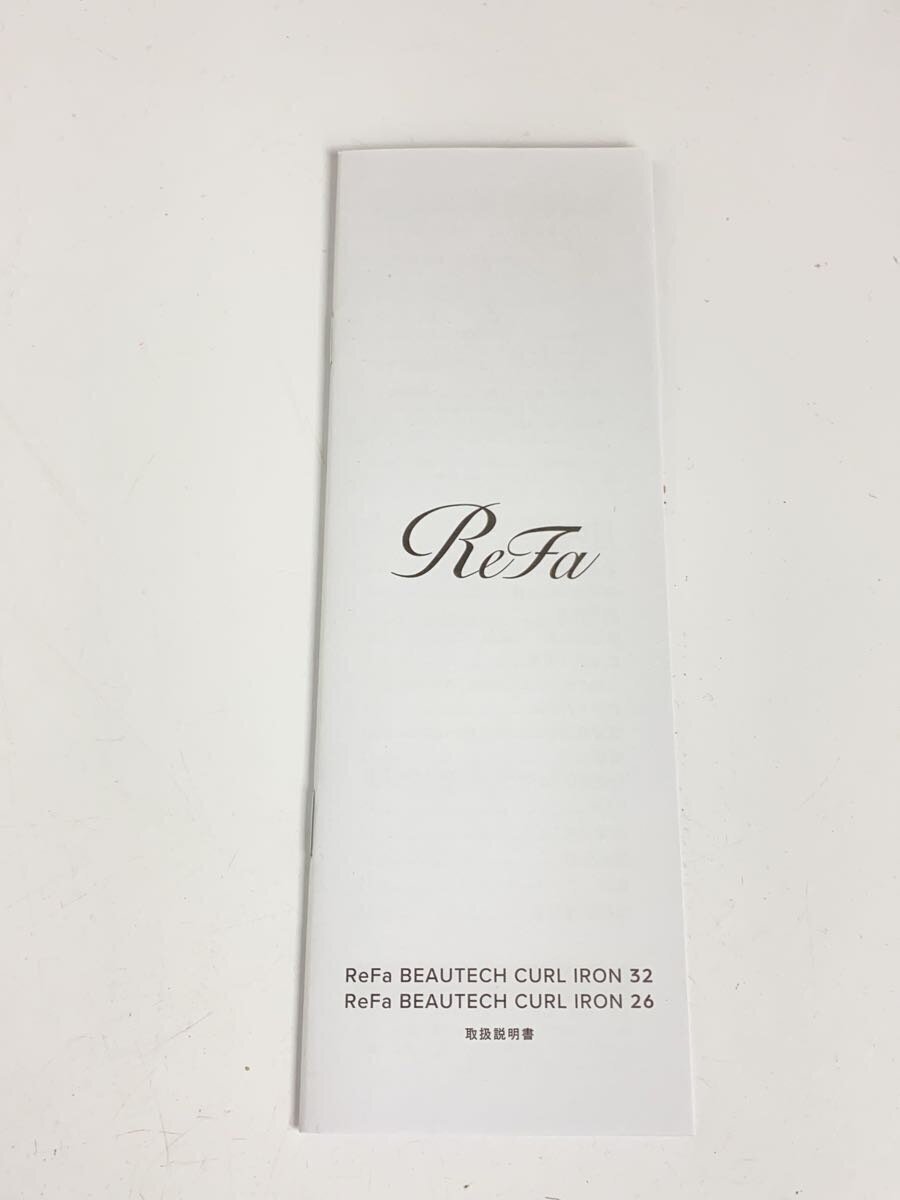 ReFa
ReFa BEAUTECH CURL IRON 32
ReFa BEAUTECH CURL IRON 26
取扱説明書